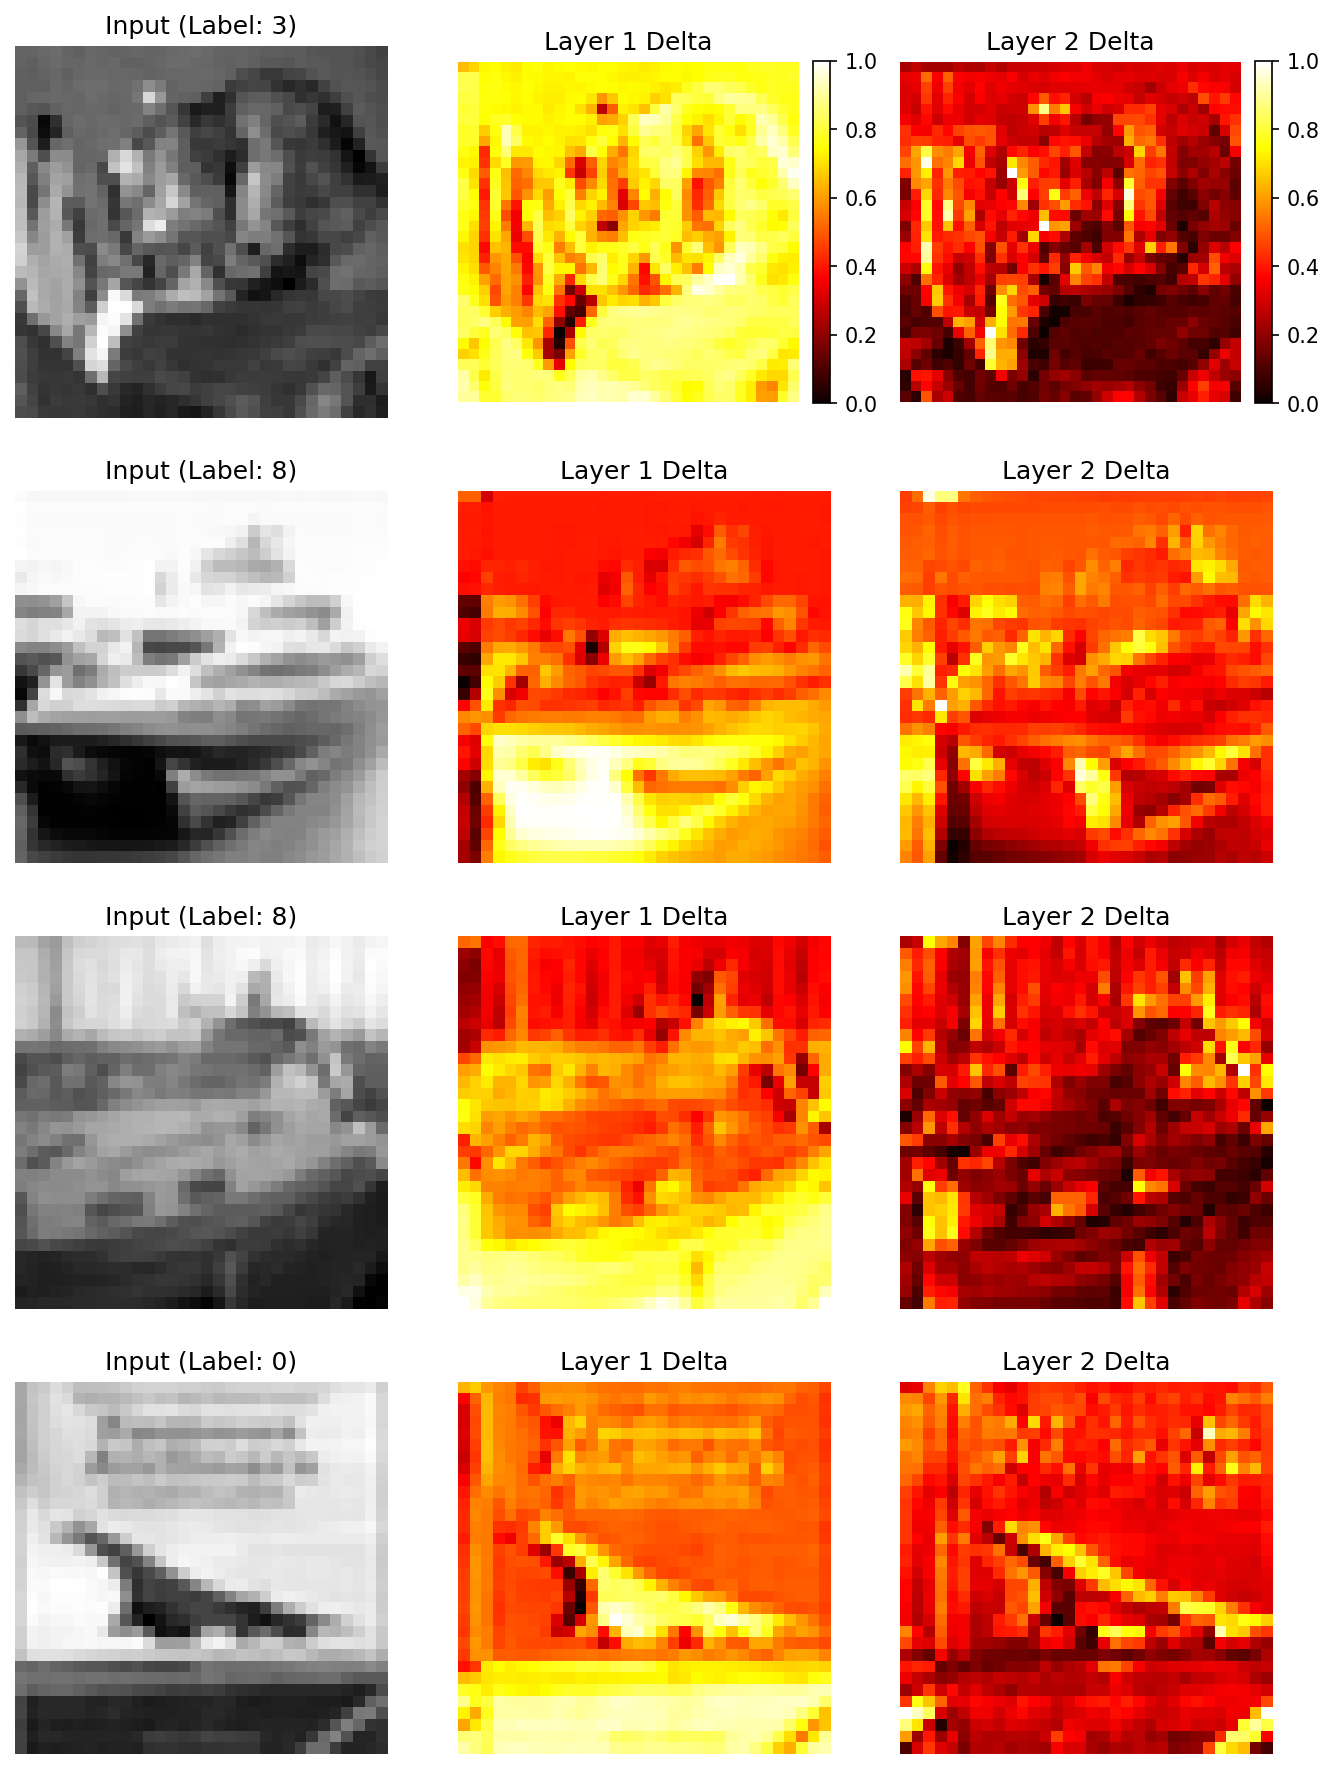 Input (Label: 3)
Layer 1 Delta
Layer 2 Delta
1.0
0.8
0.6
0.4
0.2
0.0
1.0
0.8
0.6
0.4
0.2
0.0
Input (Label: 8)
Layer 1 Delta
Layer 2 Delta
Input (Label: 8)
Layer 1 Delta
Layer 2 Delta
Input (Label: 0)
Layer 1 Delta
Layer 2 Delta